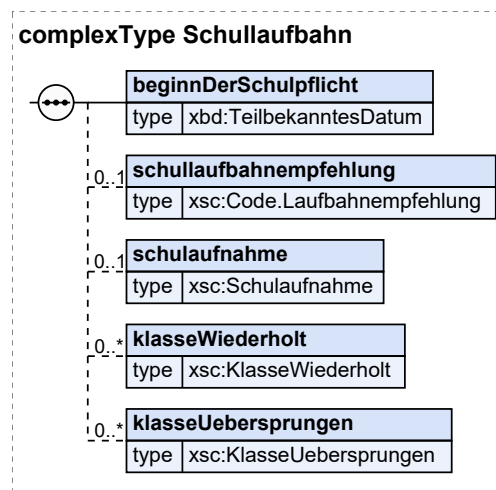 complexType Schullaufbahn
beginnDerSchulpflicht
type xbd:TeilbekanntesDatum
0..1 schullaufbahnempfehlung
type xsc:Code.Laufbahnempfehlung
0..1 schulaufnahme
type xsc:Schulaufnahme
0..* klasseWiederholt
type xsc:KlasseWiederholt
0..* klasseUebersprungen
type xsc:KlasseUebersprungen